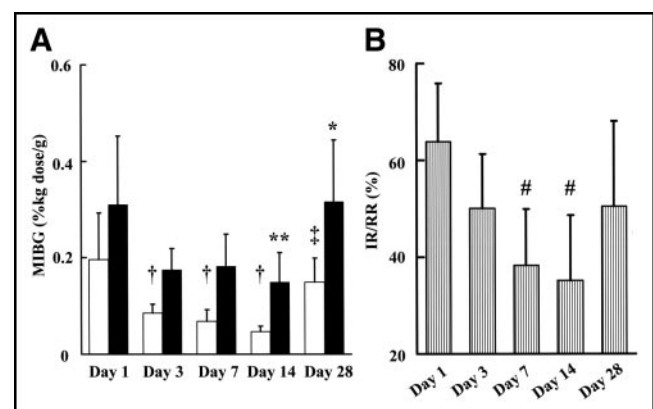 A
MIBG (%kg dose/g)
0.6
0.4
0.2
0
†
†
†
**
‡
*
Day 1 Day 3 Day 7 Day 14 Day 28
B
IR/RR (%)
80
60
40
20
#
#
Day 1 Day 3 Day 7 Day 14 Day 28